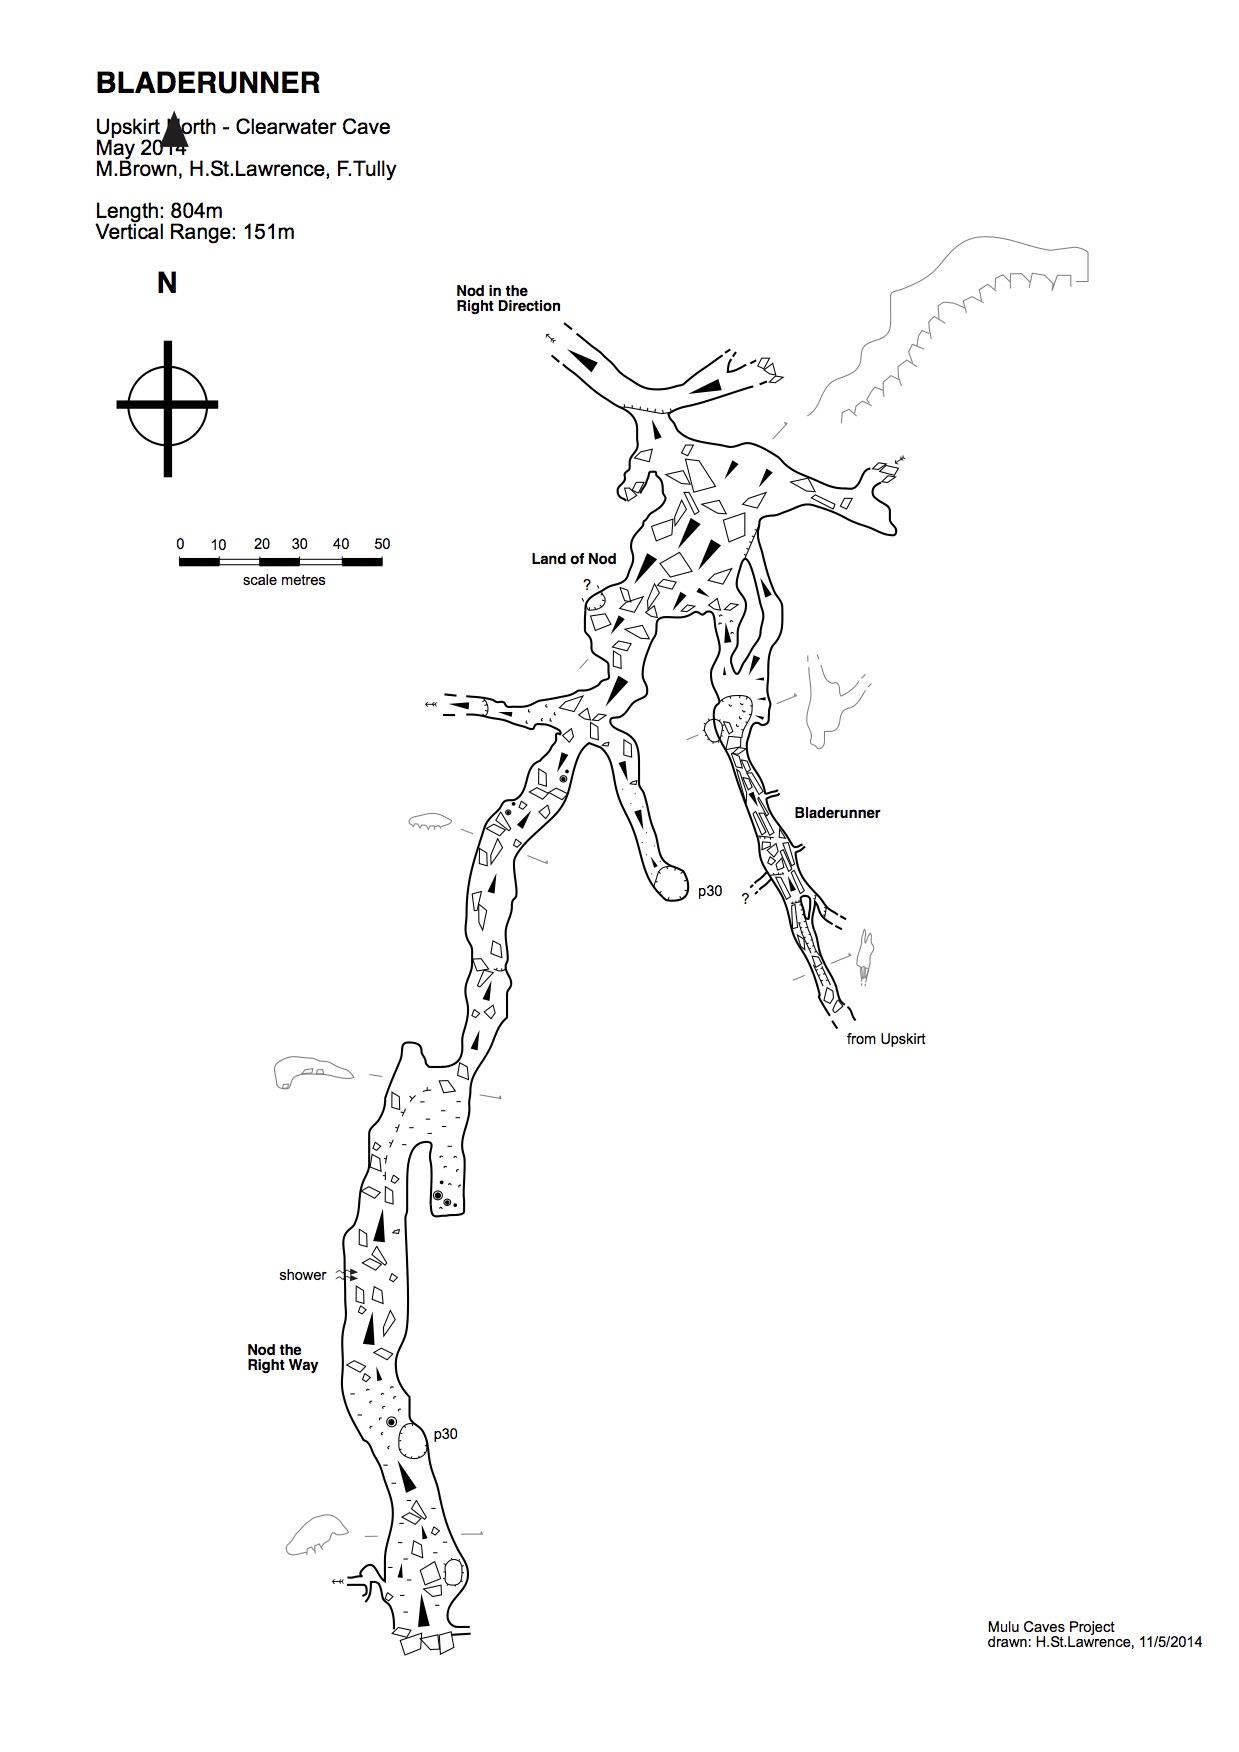 BLADERUNNER
Upskirt North - Clearwater Cave
May 2014
M.Brown, H.St.Lawrence, F.Tully
Length: 804m
Vertical Range: 151m
N
Nod in the
Right Direction
0 10 20 30 40 50
scale metres
Land of Nod
?
Bladerunner
p30
?
from Upskirt
shower
Nod the
Right Way
p30
Mulu Caves Project
drawn: H.St.Lawrence, 11/5/2014